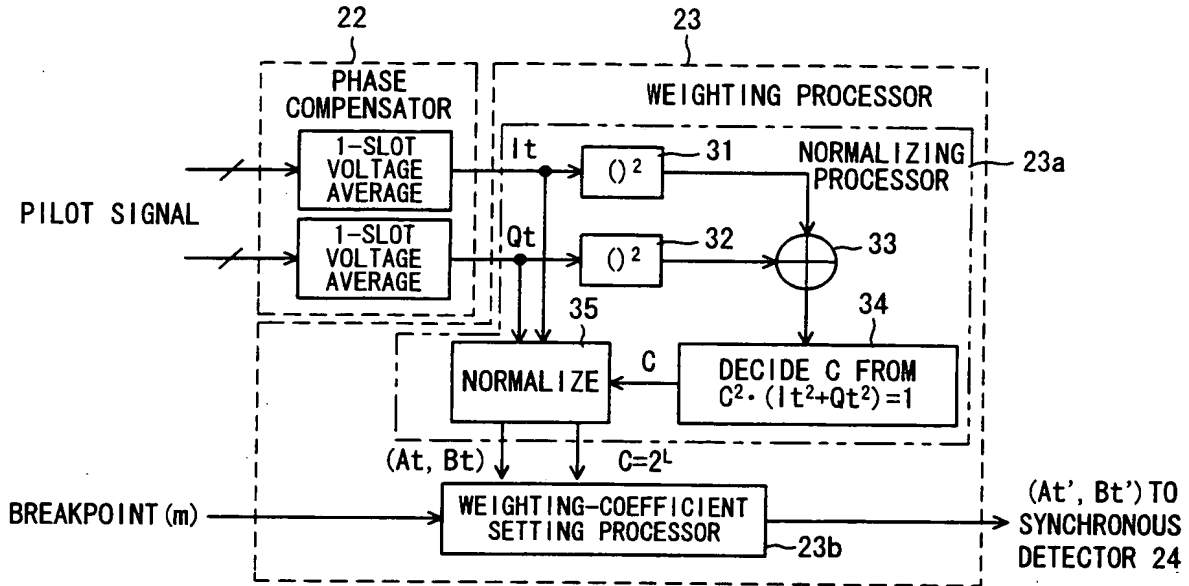 22
23
PHASE
COMPENSATOR
WEIGHTING PROCESSOR
1-SLOT
VOLTAGE
AVERAGE
It
( )²
31
NORMALIZING
PROCESSOR
23a
PILOT SIGNAL
1-SLOT
VOLTAGE
AVERAGE
Qt
( )²
32
33
35
34
NORMALIZE
C
DECIDE C FROM
C²·(It²+Qt²)=1
(At, Bt)
C=2ᴸ
BREAKPOINT(m)
WEIGHTING-COEFFICIENT
SETTING PROCESSOR
23b
(At', Bt') TO
SYNCHRONOUS
DETECTOR 24